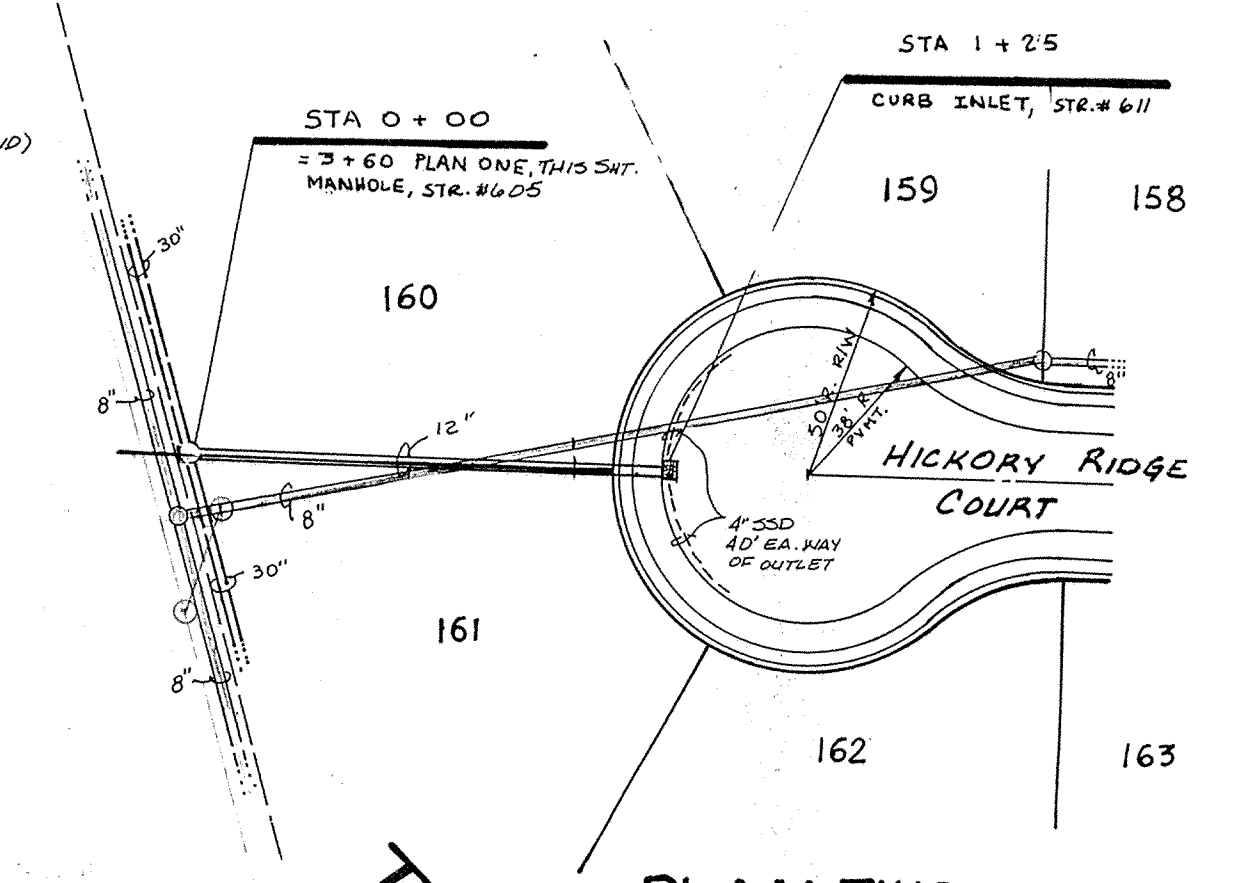 STA 1 + 25
CURB INLET, STR.# 611
STA 0 + 00
= 3 + 60 PLAN ONE, THIS SHT.
MANHOLE, STR.#605
159
158
30"
160
50' R. R/W
38' R
PVMT.
8"
8"
12"
HICKORY RIDGE
COURT
8"
4" SSD
40' EA. WAY
OF OUTLET
30"
161
8"
162
163